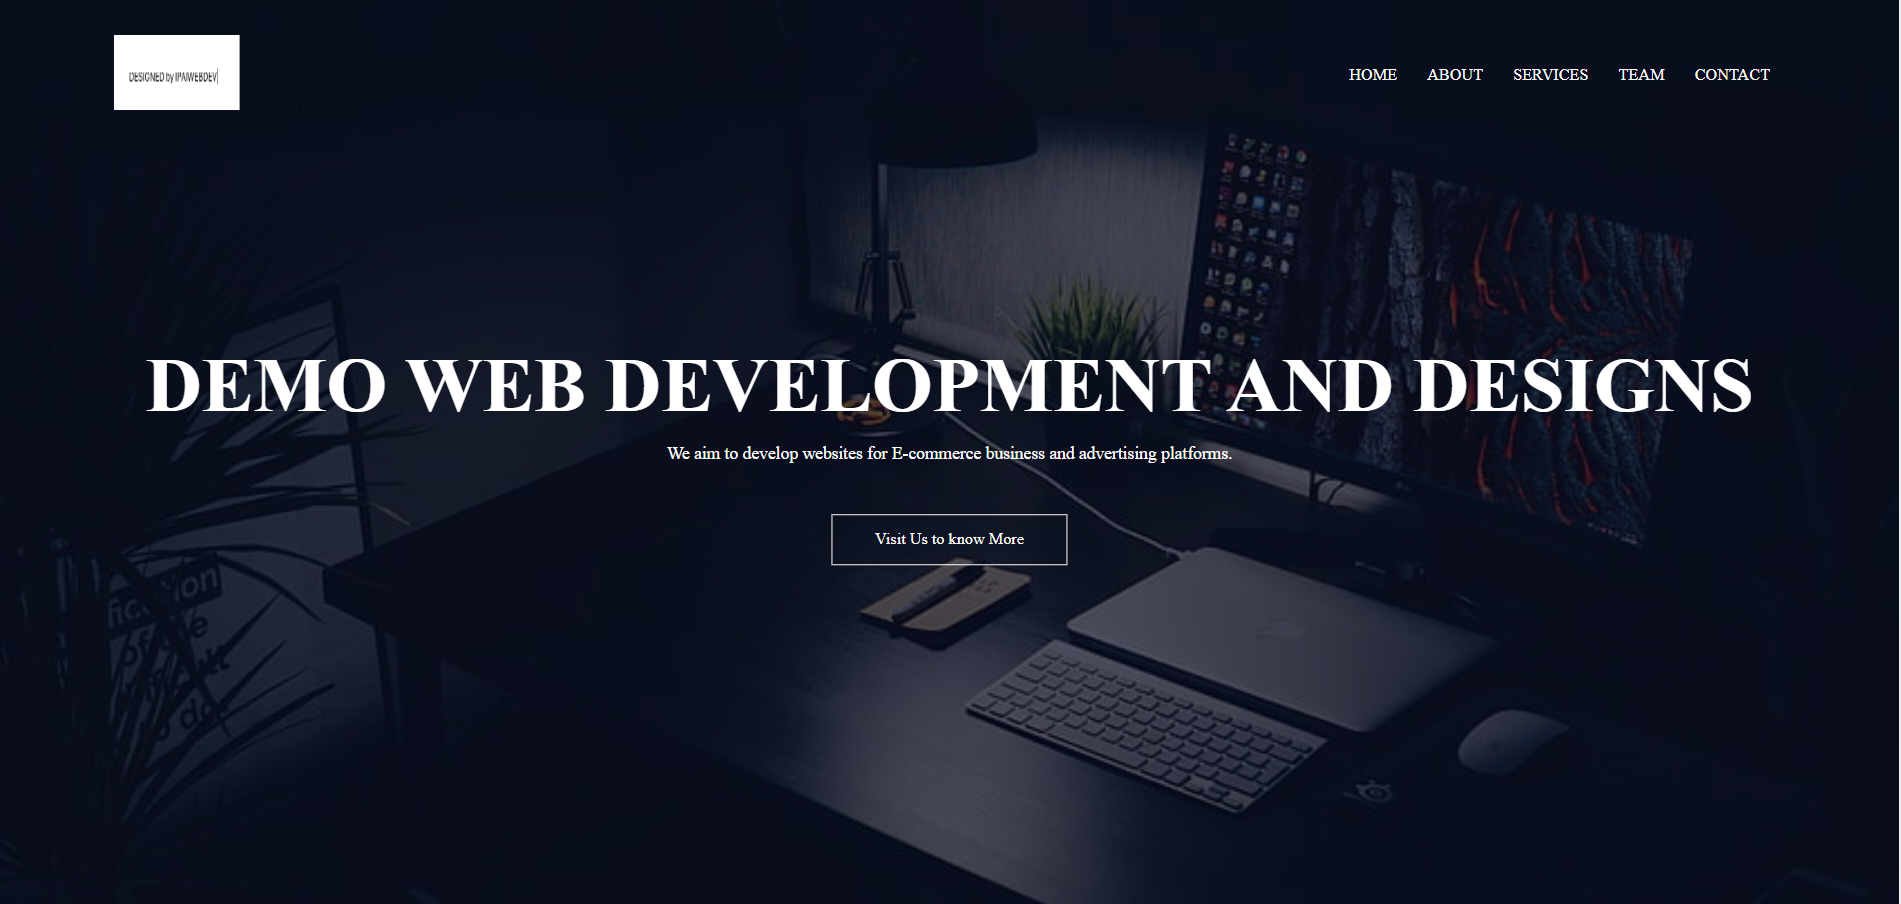 DESIGNED by IPAIWEBDEV
HOME ABOUT SERVICES TEAM CONTACT
DEMO WEB DEVELOPMENT AND DESIGNS
We aim to develop websites for E-commerce business and advertising platforms.
Visit Us to know More